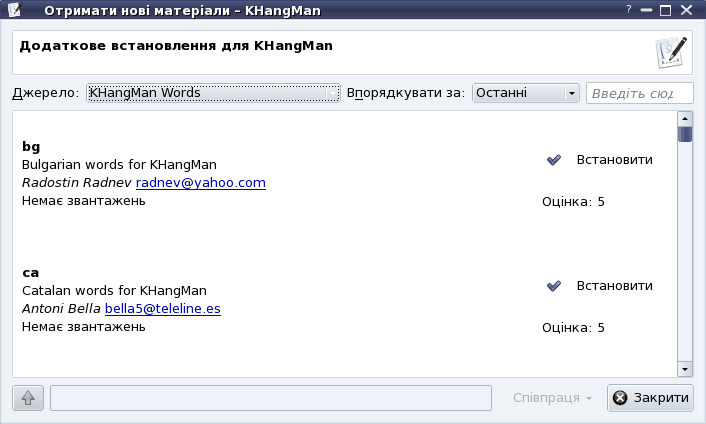 Отримати нові матеріали – KHangMan
?
Додаткове встановлення для KHangMan
Джерело: KHangMan Words Впорядкувати за: Останні Введіть сюд
bg
Bulgarian words for KHangMan
Встановити
Radostin Radnev radnev@yahoo.com
Немає звантажень
Оцінка: 5
ca
Catalan words for KHangMan
Встановити
Antoni Bella bella5@teleline.es
Немає звантажень
Оцінка: 5
Співпраця Закрити